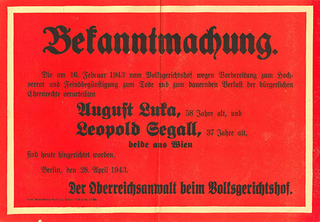 Bekanntmachung.
Die am 16. Februar 1943 vom Volksgerichtshof wegen Vorbereitung zum Hoch-
verrat und Feindbegünstigung zum Tode und zum dauernden Verlust der bürgerlichen
Ehrenrechte verurteilten
August Luka, 58 Jahre alt, und
Leopold Segall, 37 Jahre alt,
beide aus Wien
sind heute hingerichtet worden.
Berlin, den 28. April 1943.
Der Oberreichsanwalt beim Volksgerichtshof.